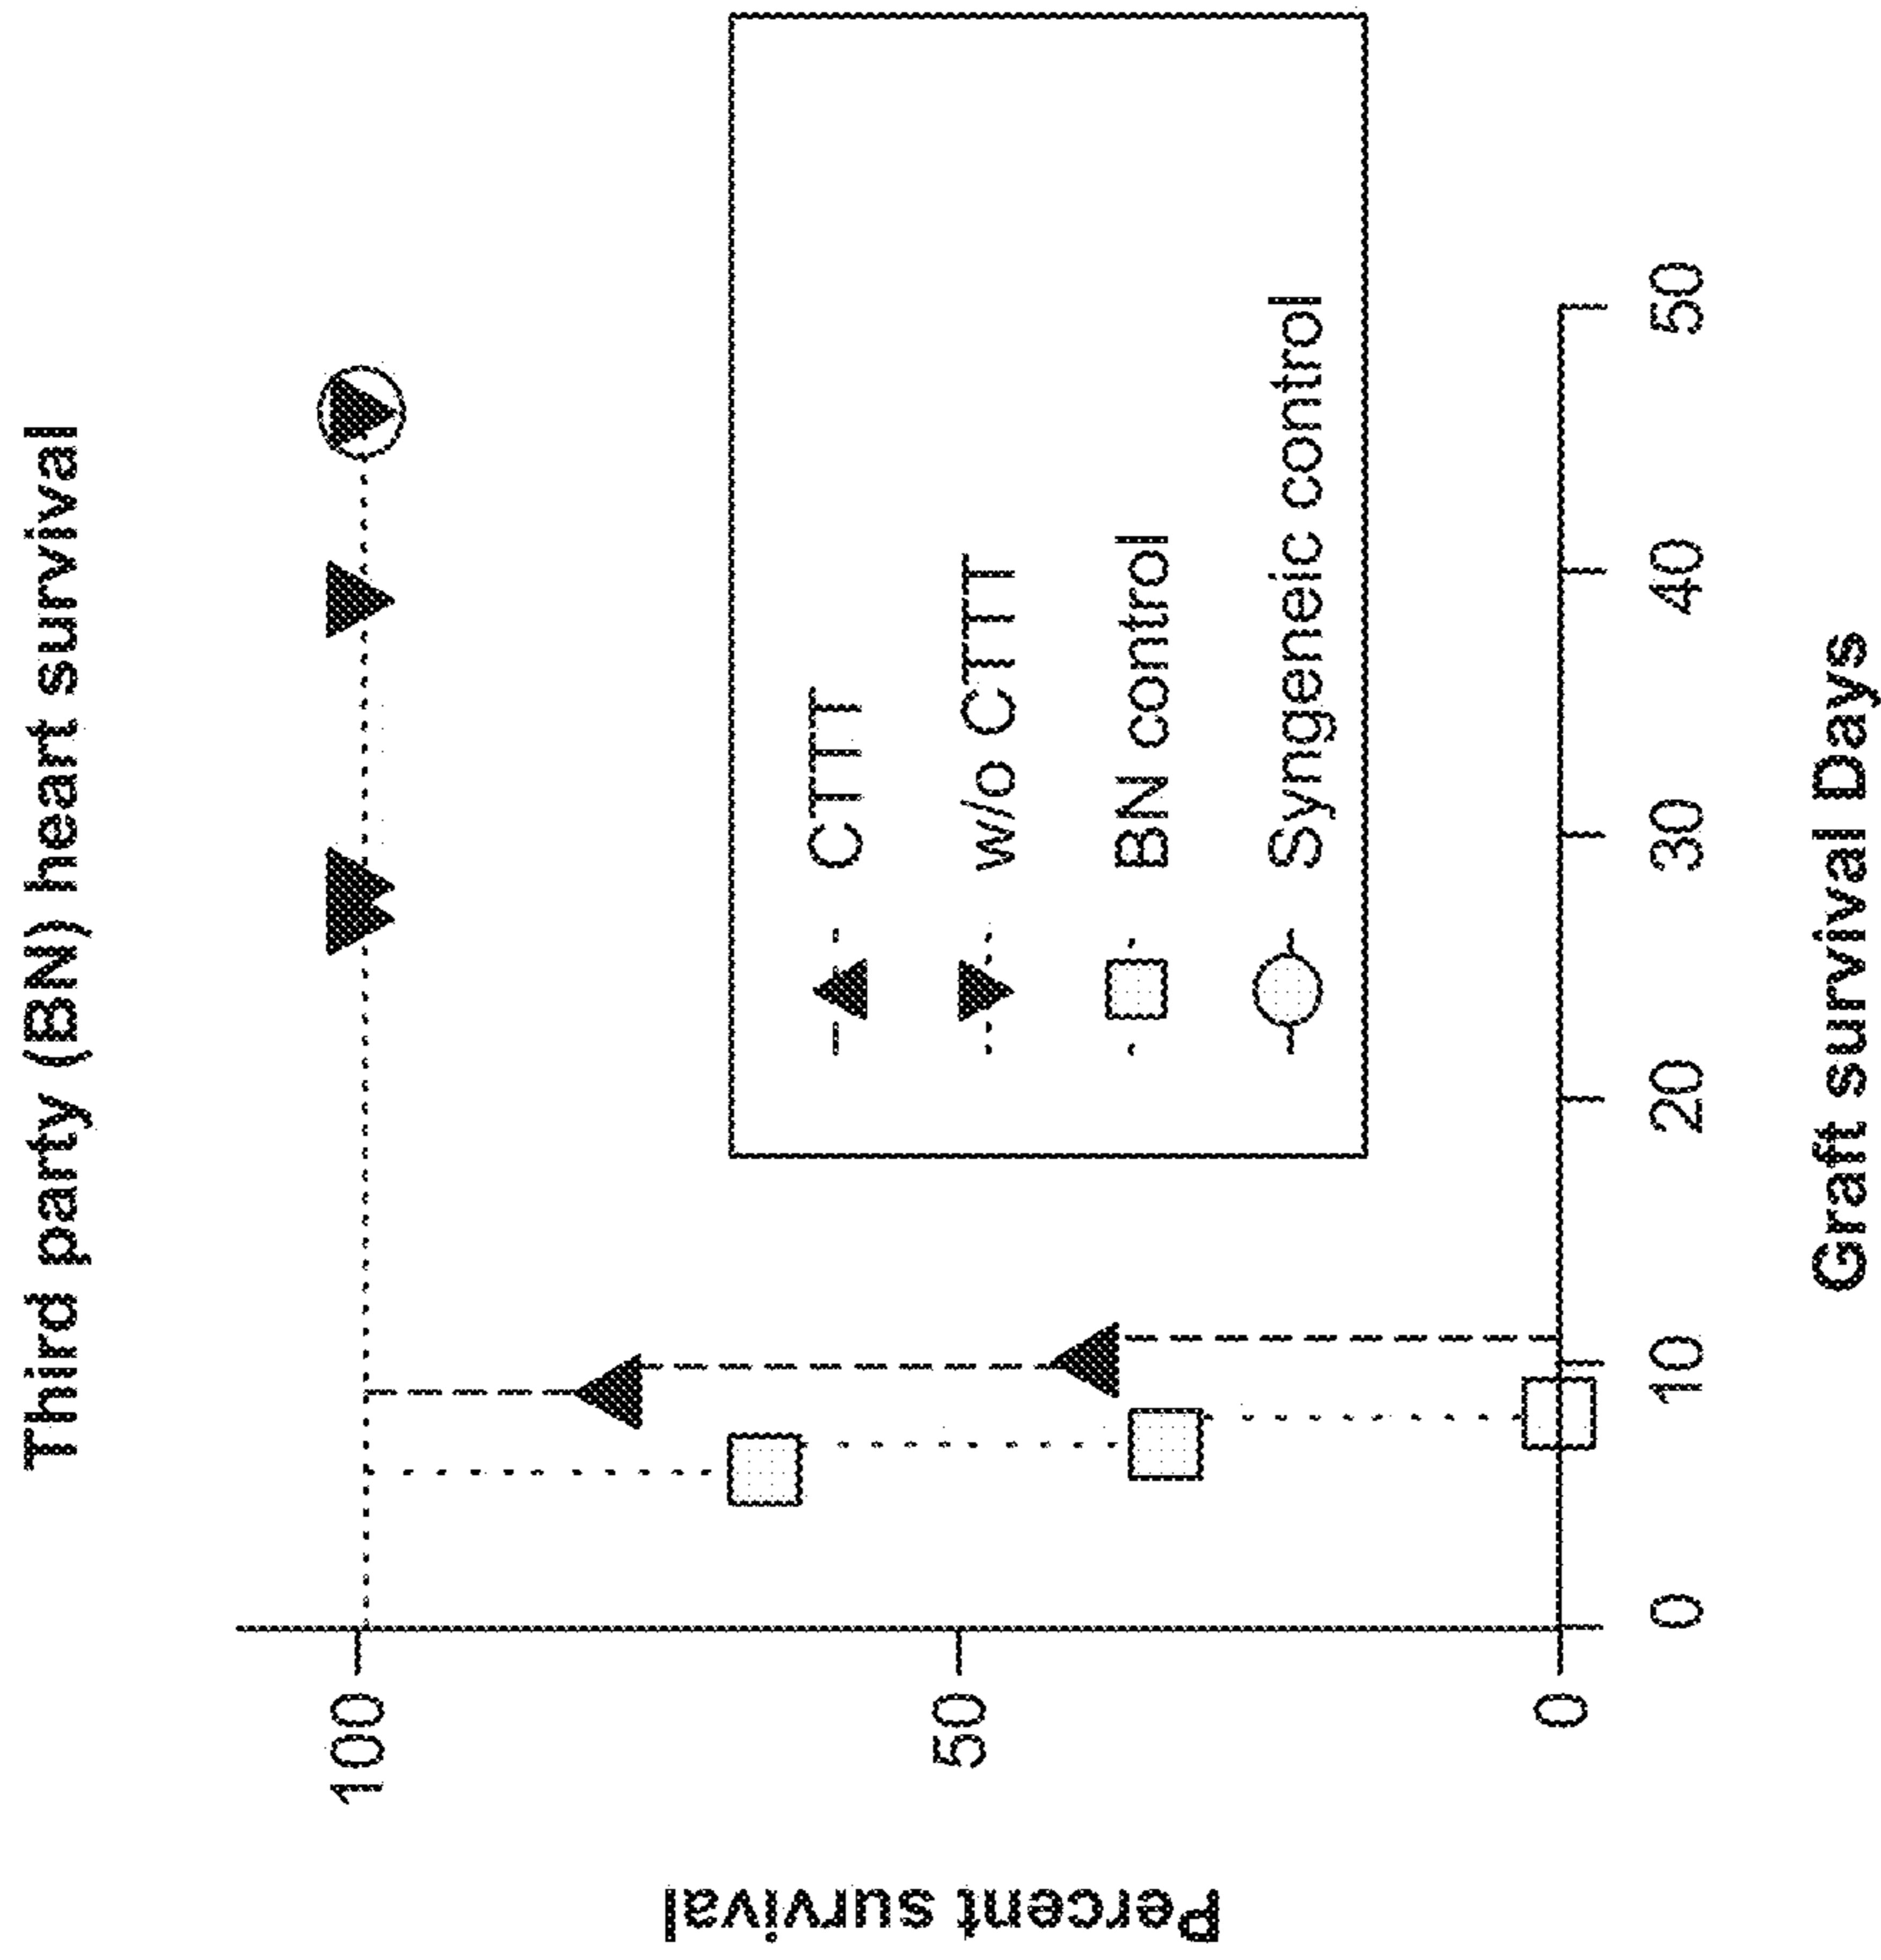 Third party (BN) heart survival
Percent survival
100
50
0
CTTT
w/o CTTT
BN control
Syngeneic control
0
10
20
30
40
50
Graft survival Days